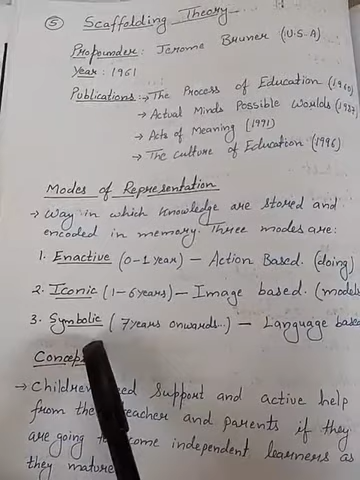 ⑤ Scaffolding Theory
Propounder: Jerome Bruner (U.S.A)
Year: 1961
Publications: → The Process of Education (1960)
→ Actual Minds Possible Worlds (1987)
→ Acts of Meaning (1991)
→ The Culture of Education (1996)
Modes of Representation
→ Way in which knowledge are stored and
encoded in memory. Three modes are:
1. Enactive (0-1 year) — Action Based. (doing)
2. Iconic (1-6 years) — Image based. (models
3. Symbolic (7 years onwards...) — Language base
Concep
→ Children need support and active help
from the teacher and parents if they
are going to come independent learners as
they mature